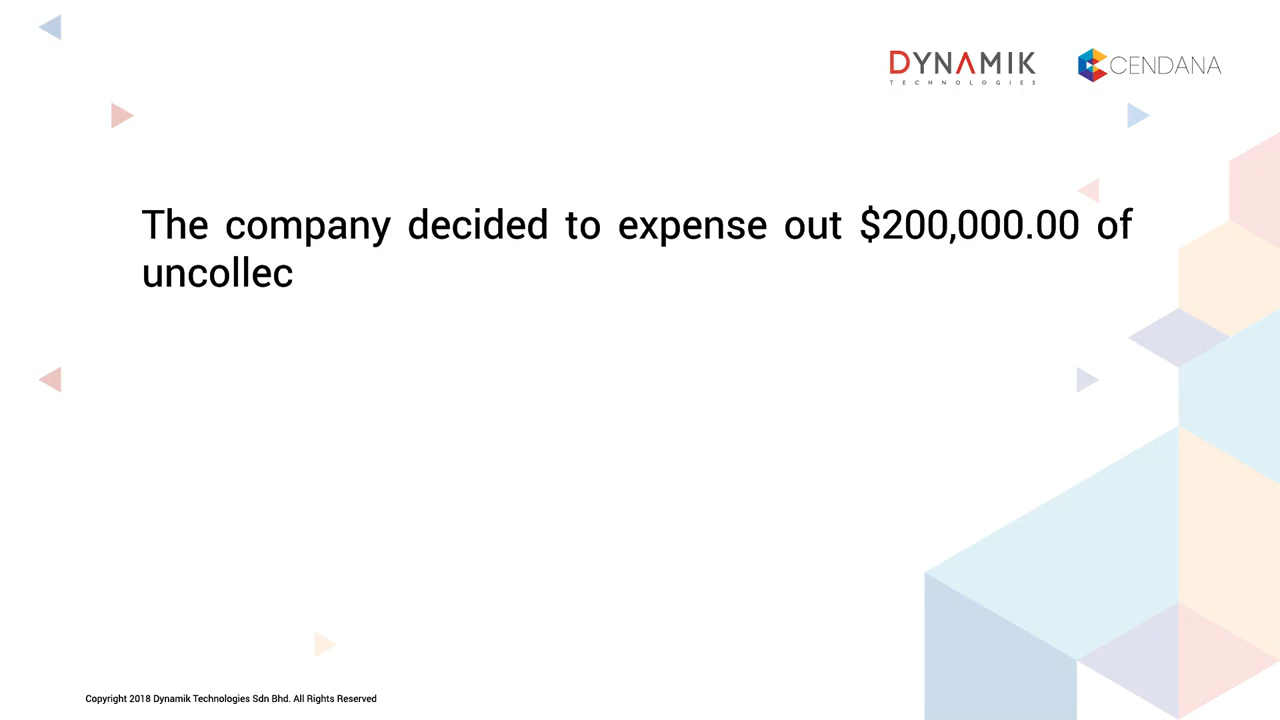 DYNAMIK
TECHNOLOGIES
CENDANA
The company decided to expense out $200,000.00 of
uncollec
Copyright 2018 Dynamik Technologies Sdn Bhd. All Rights Reserved